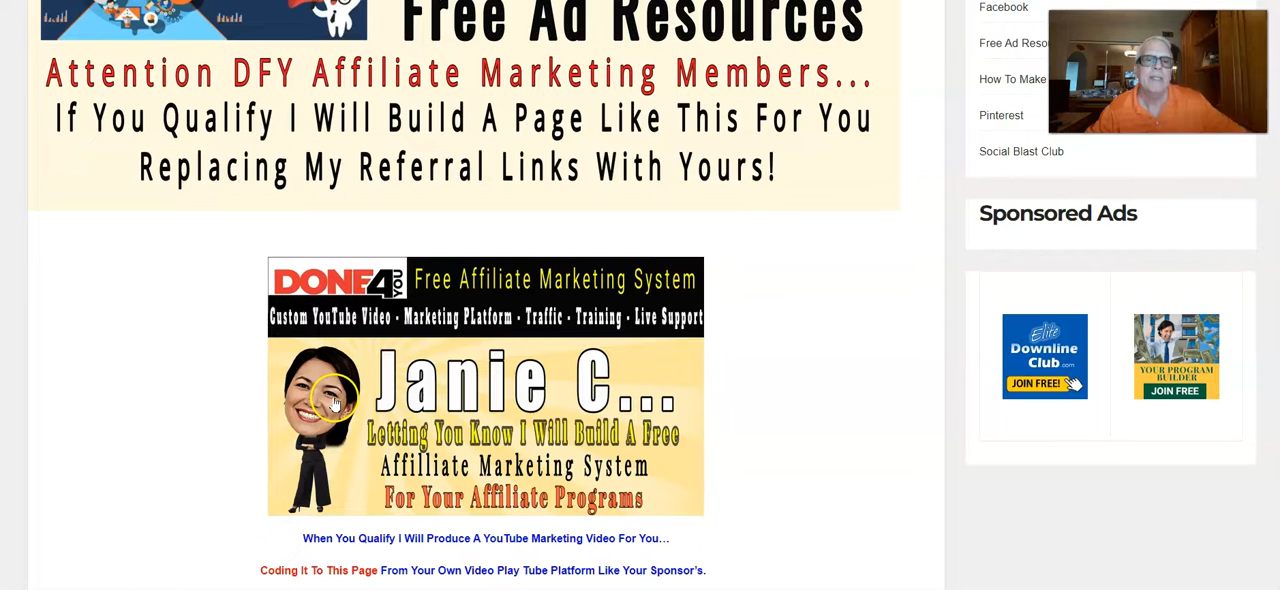 Free Ad Resources
Attention DFY Affiliate Marketing Members...
If You Qualify I Will Build A Page Like This For You
Replacing My Referral Links With Yours!
DONE4YOU Free Affiliate Marketing System
Custom YouTube Video - Marketing PLatform - Traffic - Training - Live Support
Janie C...
Letting You Know I Will Build A Free
Affilliate Marketing System
For Your Affiliate Programs
When You Qualify I Will Produce A YouTube Marketing Video For You...
Coding It To This Page From Your Own Video Play Tube Platform Like Your Sponsor's.
Facebook
Free Ad Reso
How To Make
Pinterest
Social Blast Club
Sponsored Ads
Elite
Downline
Club.com
JOIN FREE!
YOUR PROGRAM
BUILDER
JOIN FREE